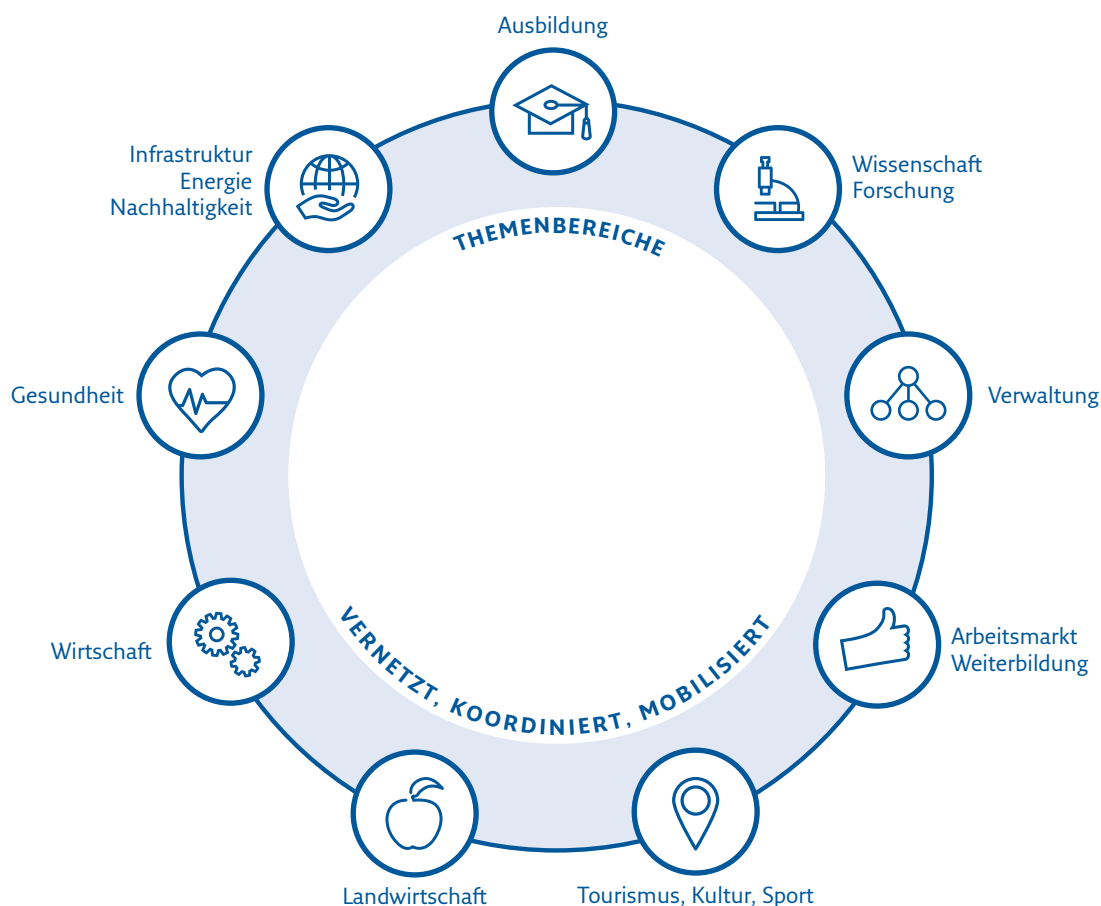 Ausbildung
Infrastruktur
Energie
Nachhaltigkeit
Wissenschaft
Forschung
THEMENBEREICHE
Gesundheit
Verwaltung
Wirtschaft
Arbeitsmarkt
Weiterbildung
VERNETZT, KOORDINIERT, MOBILISIERT
Landwirtschaft
Tourismus, Kultur, Sport